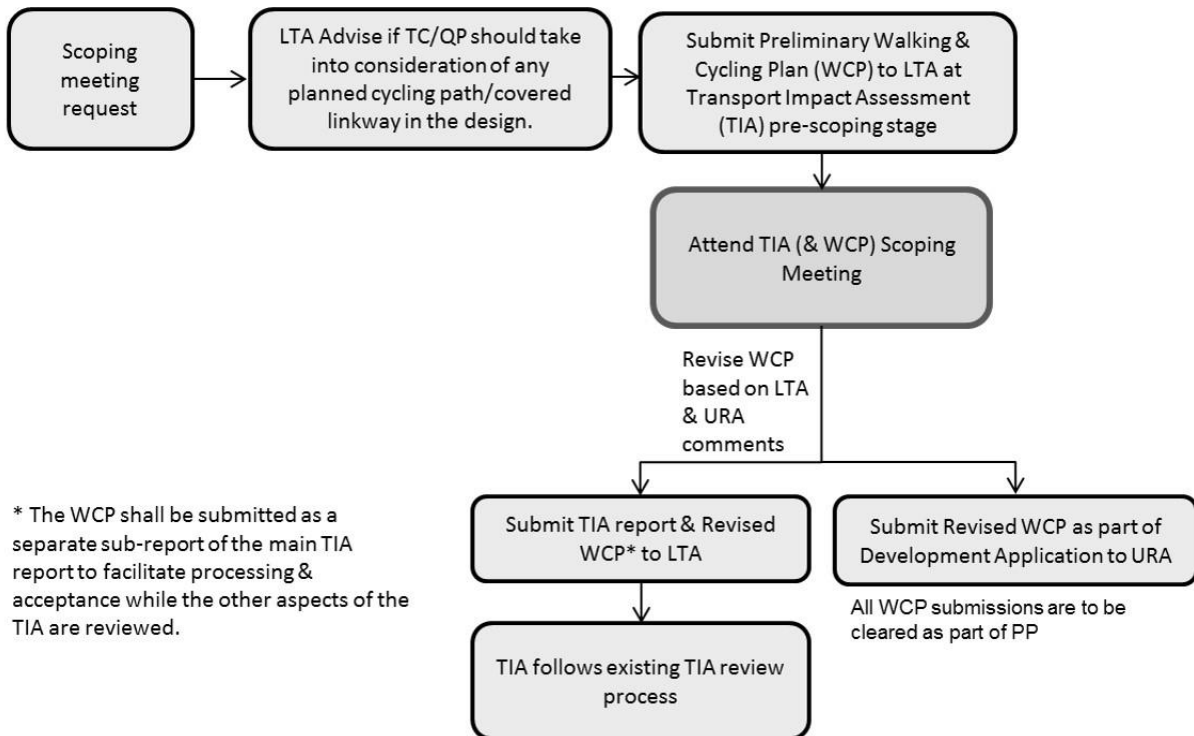 Scoping
meeting
request
LTA Advise if TC/QP should take
into consideration of any
planned cycling path/covered
linkway in the design.
Submit Preliminary Walking &
Cycling Plan (WCP) to LTA at
Transport Impact Assessment
(TIA) pre-scoping stage
Attend TIA (& WCP) Scoping
Meeting
Revise WCP
based on LTA
& URA
comments
* The WCP shall be submitted as a
separate sub-report of the main TIA
report to facilitate processing &
acceptance while the other aspects of the
TIA are reviewed.
Submit TIA report & Revised
WCP* to LTA
Submit Revised WCP as part of
Development Application to URA
All WCP submissions are to be
cleared as part of PP
TIA follows existing TIA review
process